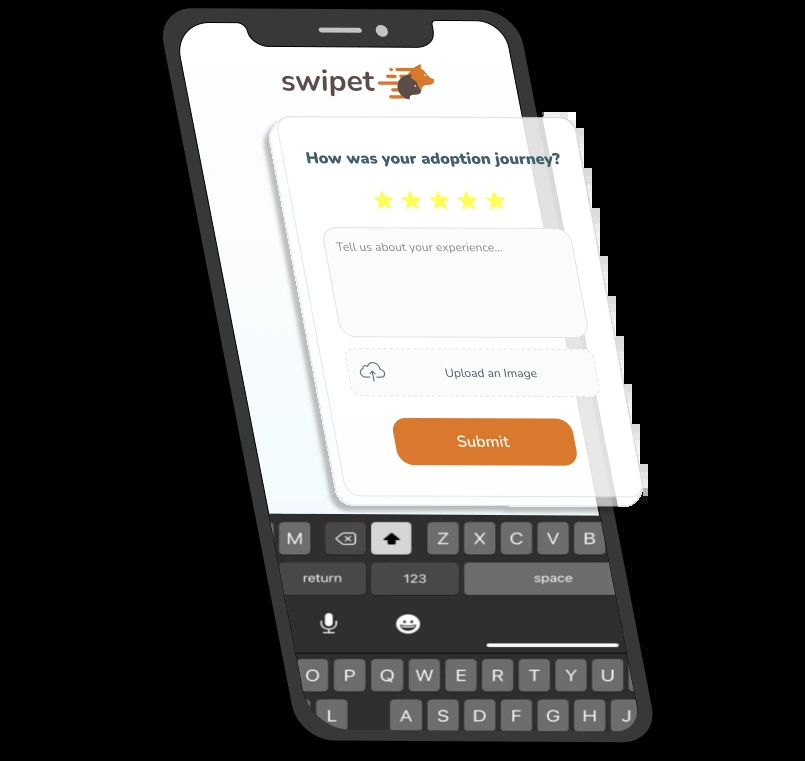 swipet
How was your adoption journey?
Tell us about your experience...
Upload an Image
Submit
M Z X C V B
return 123 space
O P Q W E R T Y U
L A S D F G H J